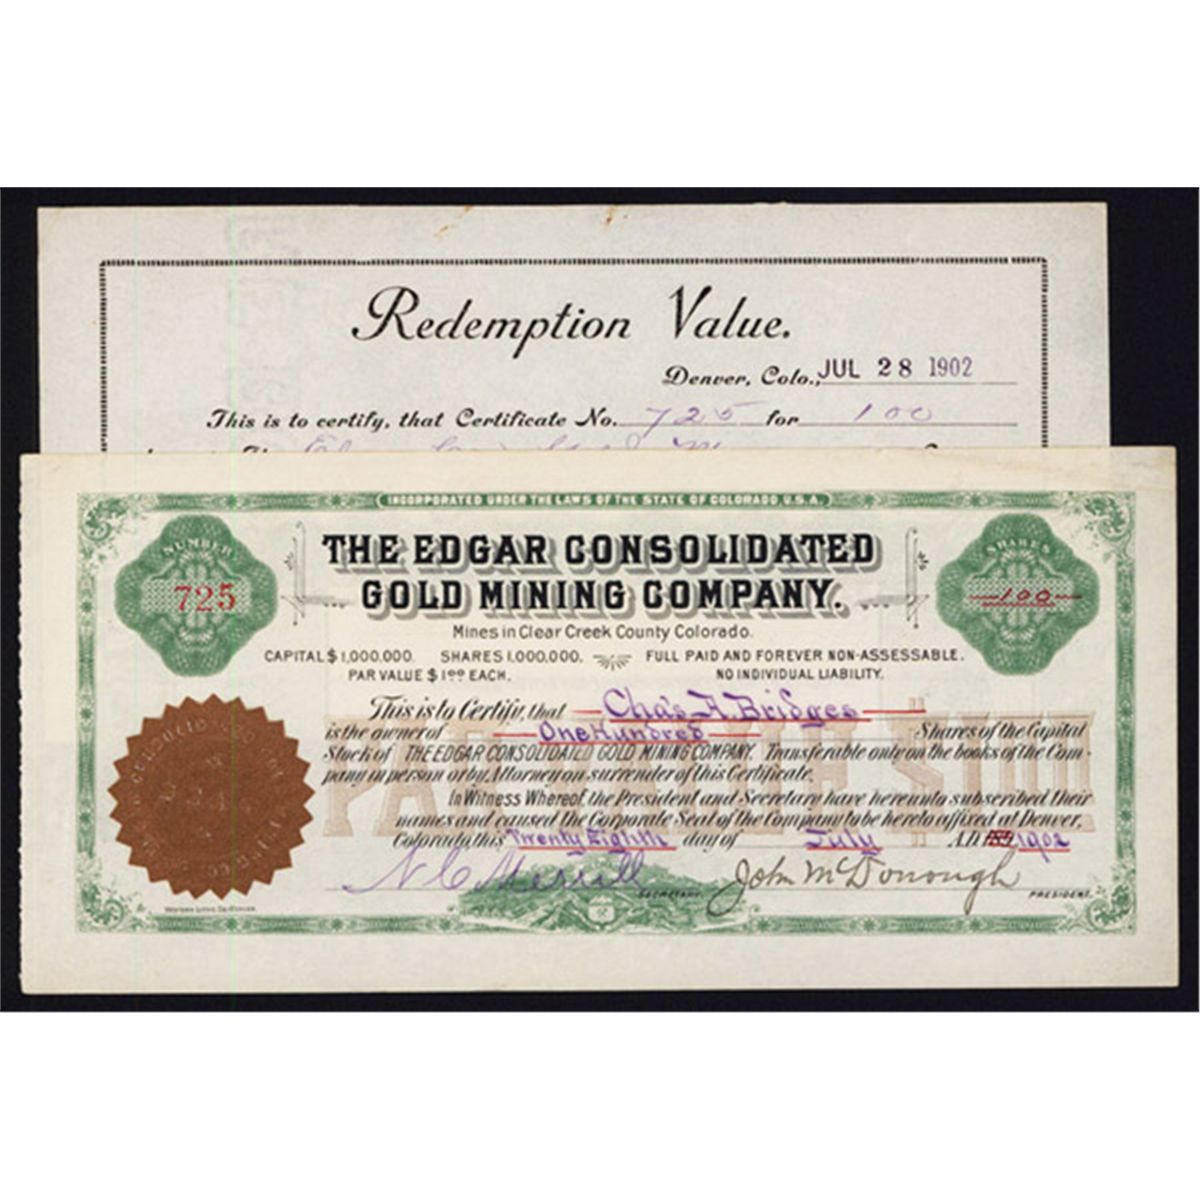 Redemption Value.
Denver, Colo., JUL 28 1902
This is to certify, that Certificate No. 725 for 100
INCORPORATED UNDER THE LAWS OF THE STATE OF COLORADO, U.S.A.
NUMBER
725
SHARES
100
THE EDGAR CONSOLIDATED
GOLD MINING COMPANY.
Mines in Clear Creek County Colorado.
CAPITAL $1,000,000. SHARES 1,000,000. FULL PAID AND FOREVER NON-ASSESSABLE.
PAR VALUE $1.00 EACH. NO INDIVIDUAL LIABILITY.
This is to Certify, that Cha's A. Bridges
is the owner of One Hundred Shares of the Capital
Stock of THE EDGAR CONSOLIDATED GOLD MINING COMPANY. Transferable only on the books of the Com-
pany in person or by Attorney on surrender of this Certificate.
In Witness Whereof, the President and Secretary have hereunto subscribed their
names and caused the Corporate Seal of the Company to be hereto affixed at Denver,
Colorado, this Twenty Eighth day of July A.D. 1902
N C Merrill SECRETARY. John McDonough PRESIDENT.
PAR VALUE $1.00